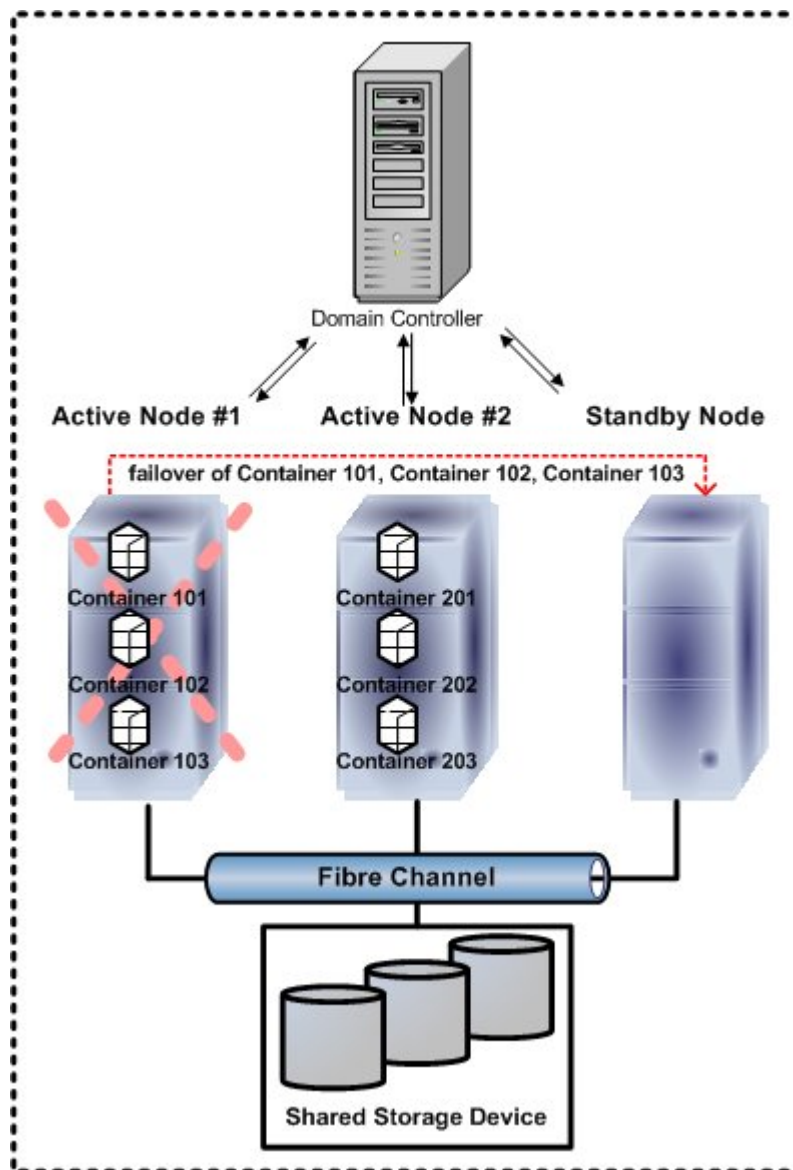 Domain Controller
Active Node #1
Active Node #2
Standby Node
failover of Container 101, Container 102, Container 103
Container 101
Container 201
Container 102
Container 202
Container 103
Container 203
Fibre Channel
Shared Storage Device